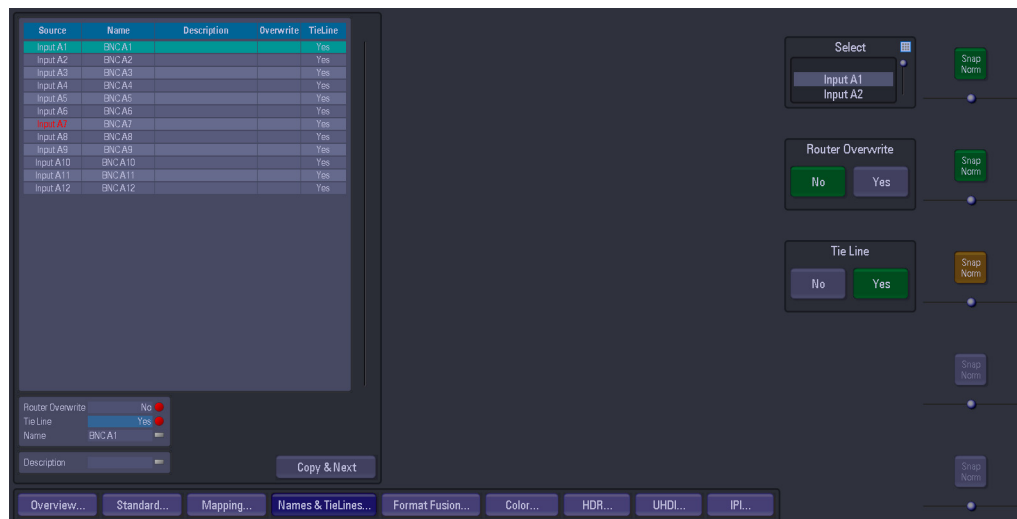 Source Name Description Overwrite TieLine
Input A1 BNC A1 Yes
Input A2 BNC A2 Yes
Input A3 BNC A3 Yes
Input A4 BNC A4 Yes
Input A5 BNC A5 Yes
Input A6 BNC A6 Yes
Input A7 BNC A7 Yes
Input A8 BNC A8 Yes
Input A9 BNC A9 Yes
Input A10 BNC A10 Yes
Input A11 BNC A11 Yes
Input A12 BNC A12 Yes
Router Overwrite No
Tie Line Yes
Name BNC A1
Description
Copy & Next
Select
Input A1
Input A2
Snap
Norm
Router Overwrite
No Yes
Snap
Norm
Tie Line
No Yes
Snap
Norm
Snap
Norm
Snap
Norm
Overview... Standard... Mapping... Names & TieLines... Format Fusion... Color... HDR... UHDI... IPI...